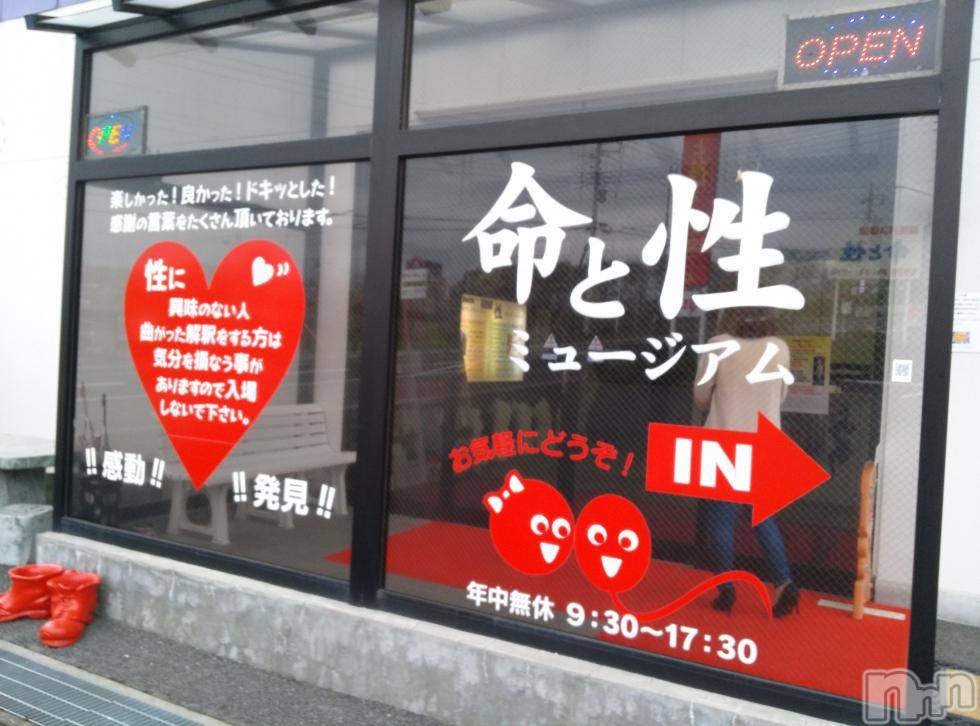 OPEN
OPEN
楽しかった！良かった！ドキッとした！
感謝の言葉をたくさん頂いております。
性に
興味のない人
曲がった解釈をする方は
気分を損なう事が
ありますので入場
しないで下さい。
!!感動!!
!!発見!!
命と性
ミュージアム
お気軽にどうぞ！
IN
年中無休 9:30〜17:30
命と性
nnn